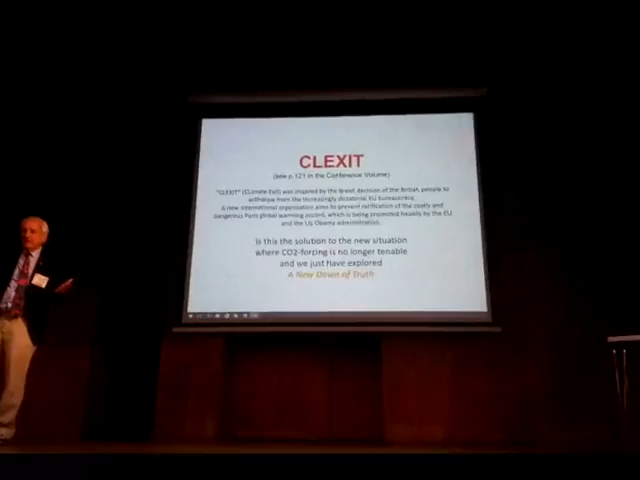 CLEXIT
(see p.121 in the Conference Volume)
"CLEXIT" (CLimate Exit) was inspired by the Brexit decision of the British people to
withdraw from the increasingly dictatorial EU bureaucracy.
A new international organisation aims to prevent ratification of the costly and
dangerous Paris global warming accord, which is being promoted heavily by the EU
and the US Obama administration.
Is this the solution to the new situation
where CO2-forcing is no longer tenable
and we just have explored
A New Dawn of Truth